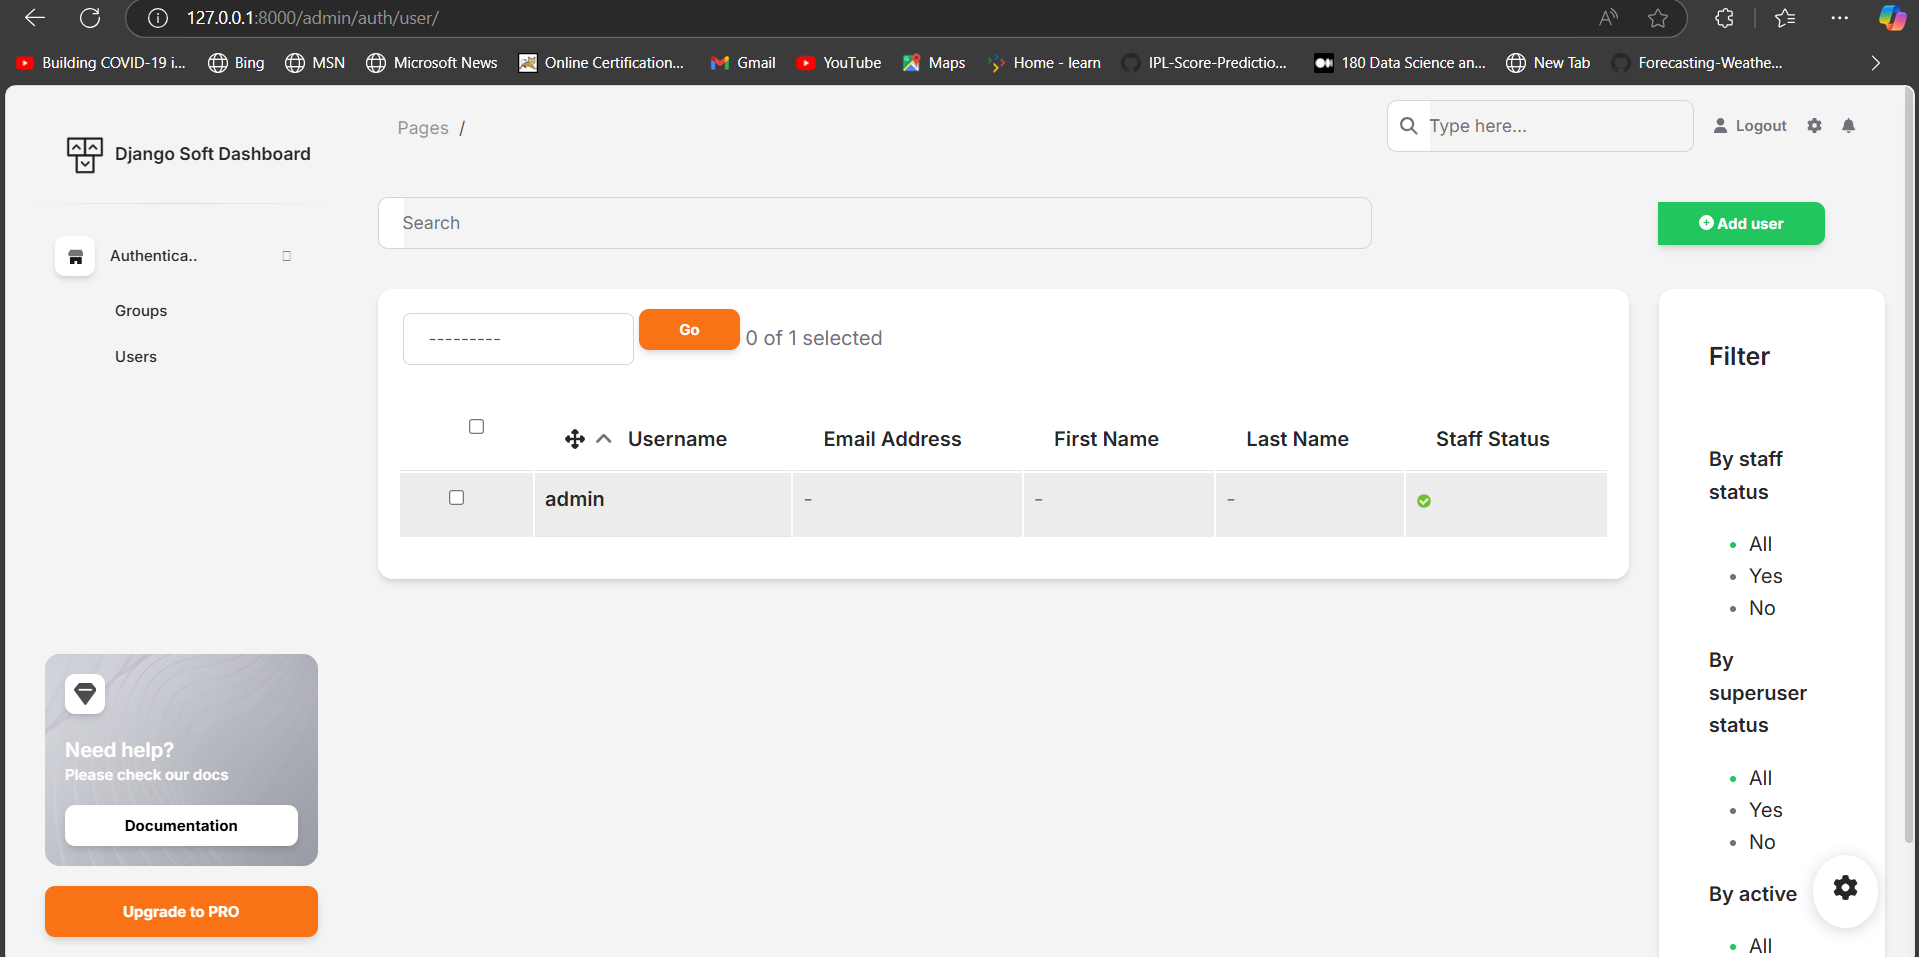 127.0.0.1:8000/admin/auth/user/
Building COVID-19 i...
Bing
MSN
Microsoft News
Online Certification...
Gmail
YouTube
Maps
Home - learn
IPL-Score-Predictio...
180 Data Science an...
New Tab
Forecasting-Weathe...
Django Soft Dashboard
Pages /
Type here...
Logout
Search
Add user
Authentica..
Groups
Users
---------
Go
0 of 1 selected
Username
Email Address
First Name
Last Name
Staff Status
admin
-
-
-
Filter
By staff
status
All
Yes
No
By
superuser
status
All
Yes
No
By active
All
Need help?
Please check our docs
Documentation
Upgrade to PRO